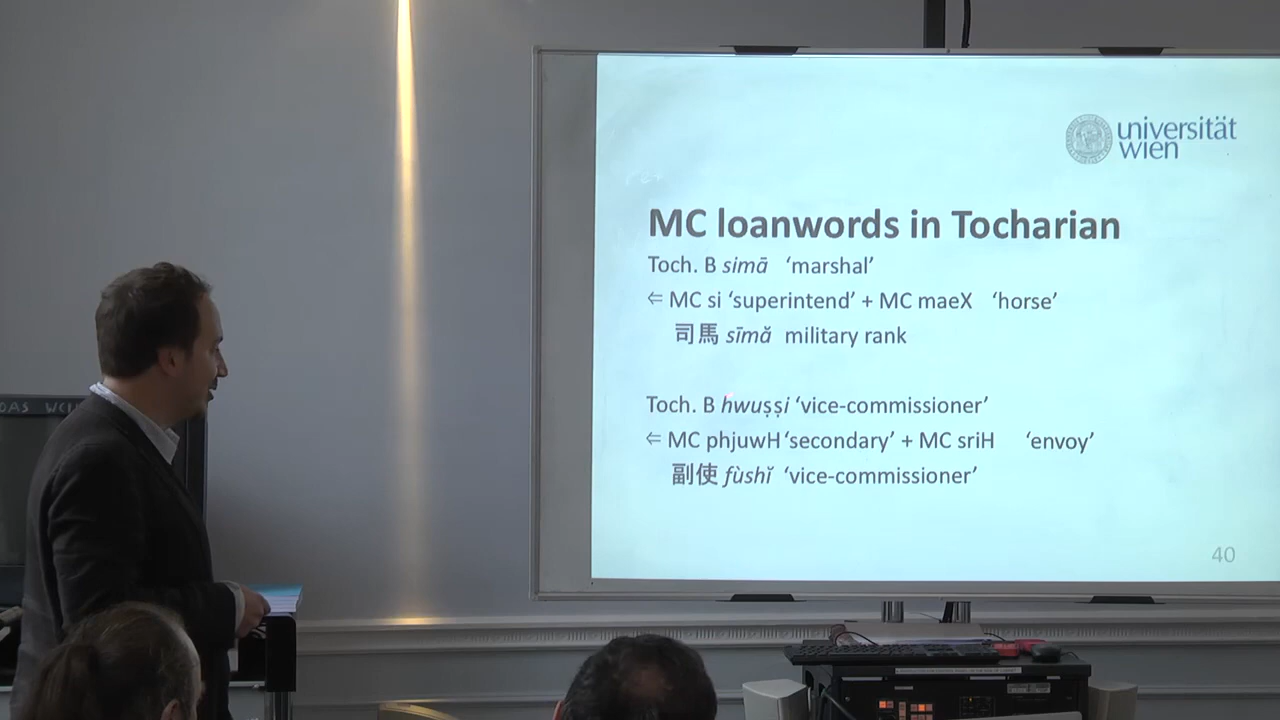 universität
wien
MC loanwords in Tocharian
Toch. B simā ‘marshal’
⇐ MC si ‘superintend’ + MC maeX ‘horse’
司馬 sīmǎ military rank
Toch. B hwuṣṣi ‘vice-commissioner’
⇐ MC phjuwH ‘secondary’ + MC sriH ‘envoy’
副使 fùshǐ ‘vice-commissioner’
40
DAS